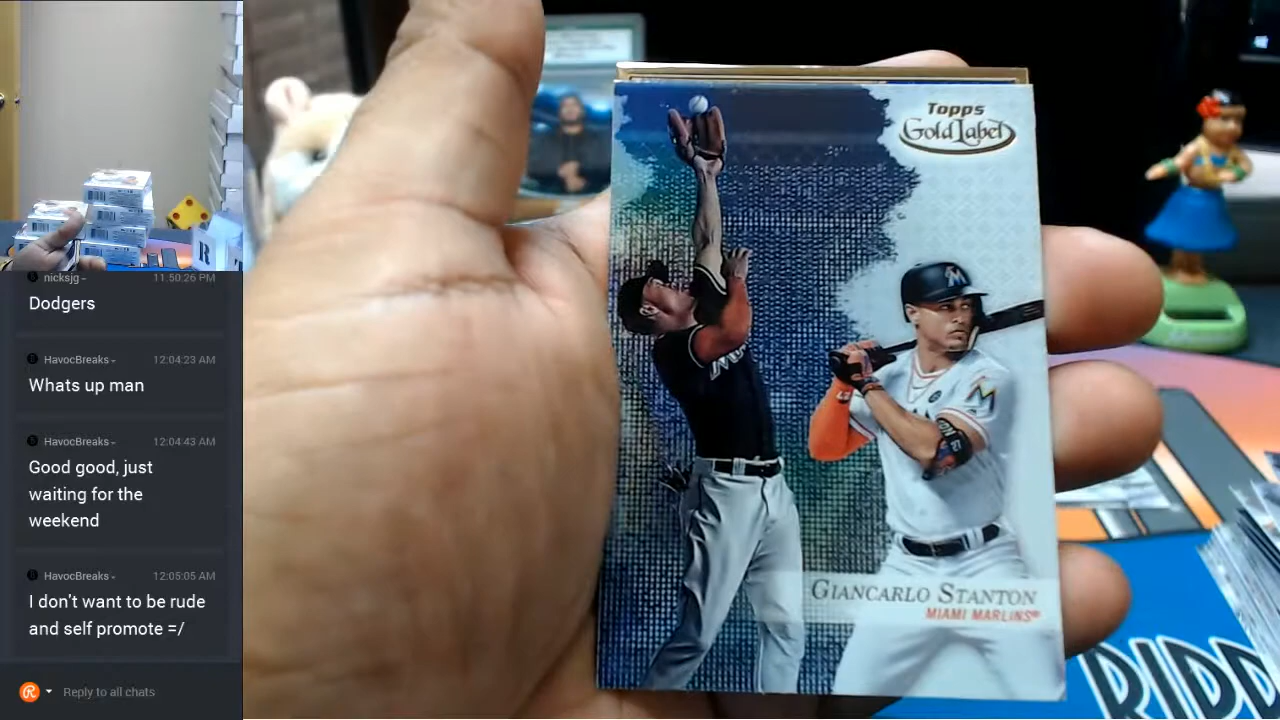 nicksjg
11:50:26 PM
Dodgers
HavocBreaks
12:04:23 AM
Whats up man
HavocBreaks
12:04:43 AM
Good good, just
waiting for the
weekend
HavocBreaks
12:05:05 AM
I don't want to be rude
and self promote =/
Reply to all chats
R
Topps
Gold Label
M
M
GIANCARLO STANTON
MIAMI MARLINS
RIPP